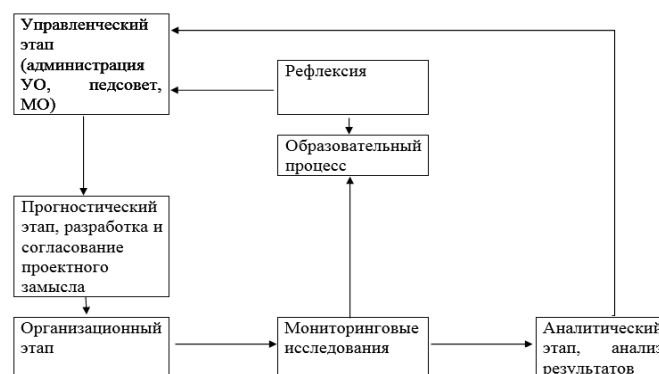 Управленческий
этап
(администрация
УО, педсовет,
МО)
Рефлексия
Образовательный
процесс
Прогностический
этап, разработка и
согласование
проектного
замысла
Организационный
этап
Мониторинговые
исследования
Аналитический
этап, анализ
результатов